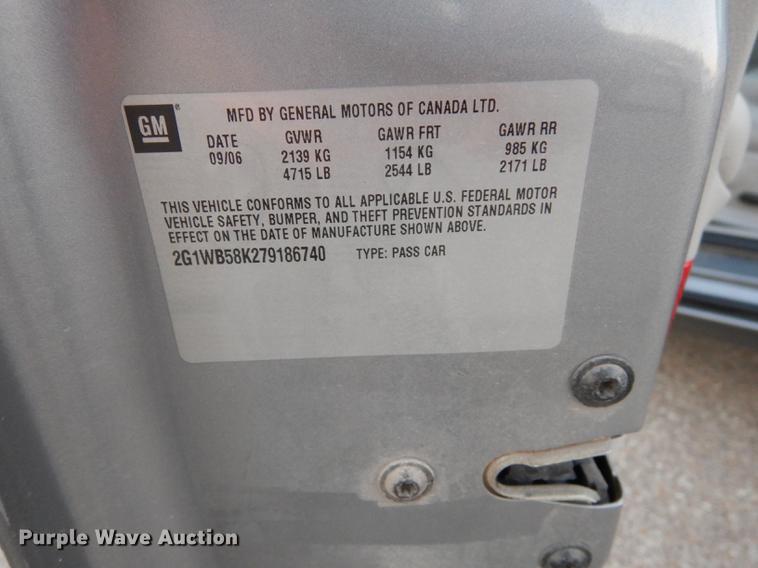 GM
®
MFD BY GENERAL MOTORS OF CANADA LTD.
DATE GVWR GAWR FRT GAWR RR
09/06 2139 KG 1154 KG 985 KG
4715 LB 2544 LB 2171 LB
THIS VEHICLE CONFORMS TO ALL APPLICABLE U.S. FEDERAL MOTOR
VEHICLE SAFETY, BUMPER, AND THEFT PREVENTION STANDARDS IN
EFFECT ON THE DATE OF MANUFACTURE SHOWN ABOVE.
2G1WB58K279186740 TYPE: PASS CAR
Purple Wave Auction